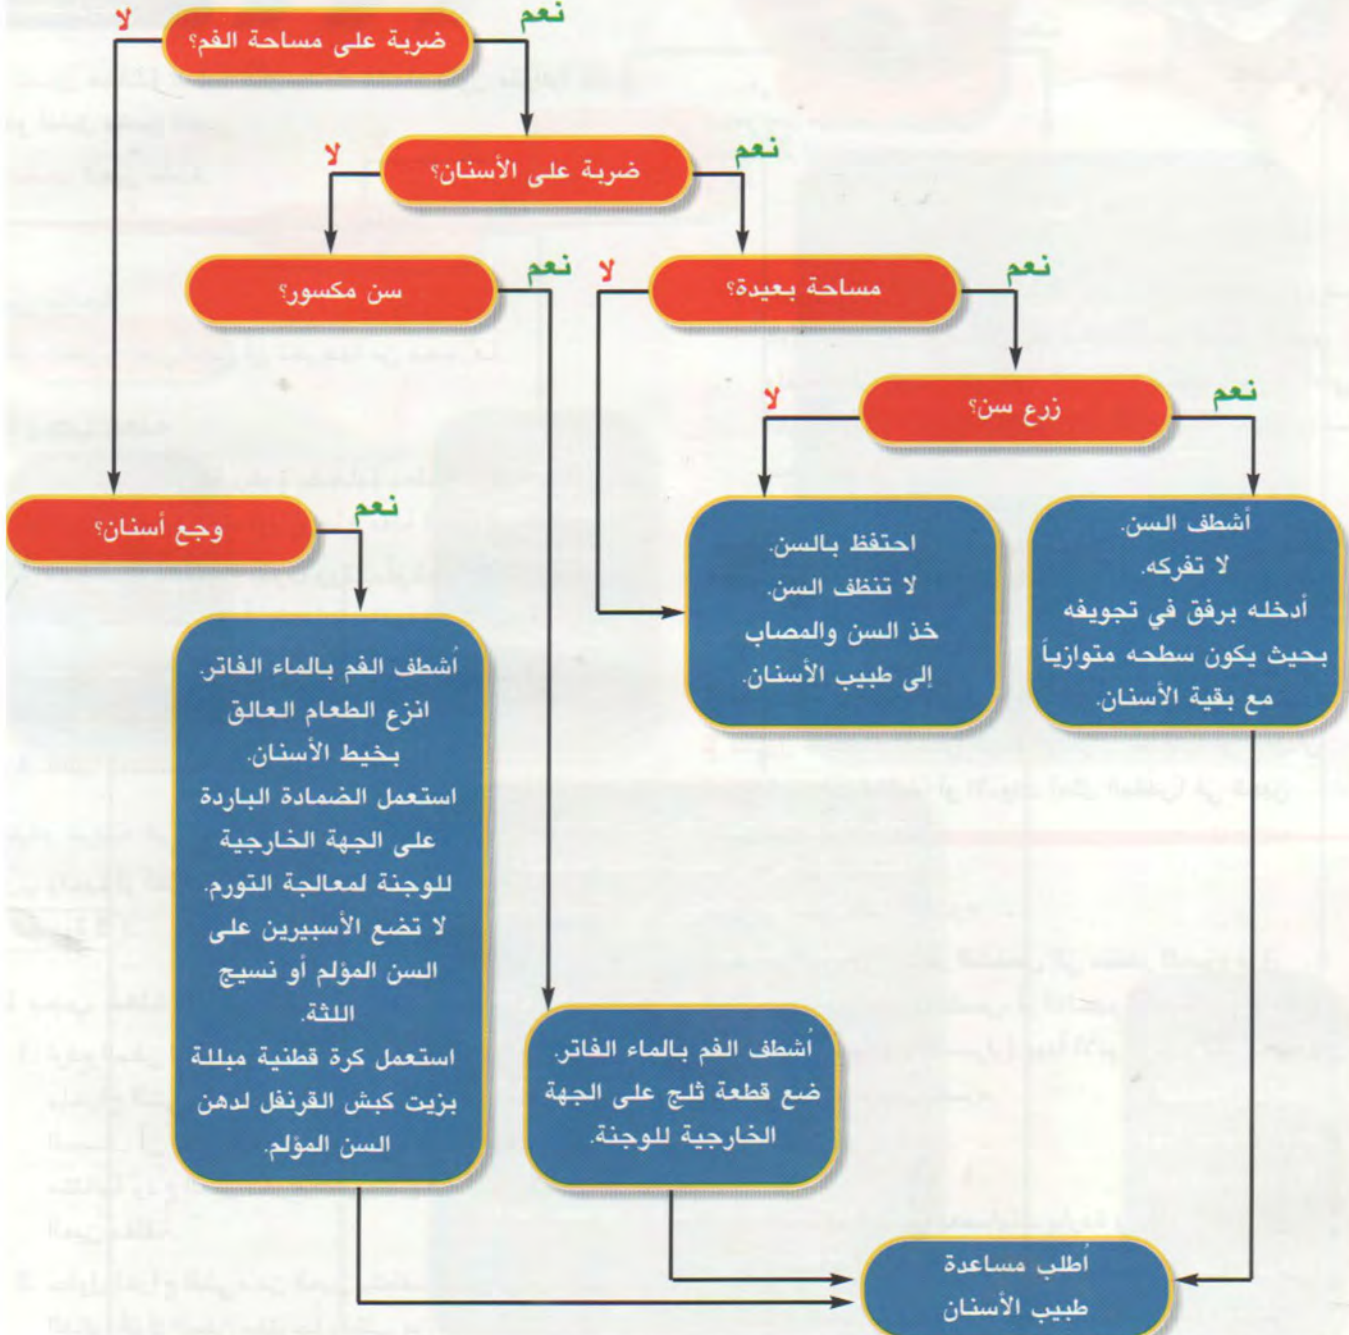 نعم
لا
ضربة على مساحة الفم؟
نعم
لا
ضربة على الأسنان؟
نعم
لا
مساحة بعيدة؟
نعم
سن مكسور؟
نعم
لا
زرع سن؟
نعم
وجع أسنان؟
أشطف السن.
لا تفركه.
أدخله برفق في تجويفه
بحيث يكون سطحه متوازياً
مع بقية الأسنان.
احتفظ بالسن.
لا تنظف السن.
خذ السن والمصاب
إلى طبيب الأسنان.
أشطف الفم بالماء الفاتر.
انزع الطعام العالق
بخيط الأسنان.
استعمل الضمادة الباردة
على الجهة الخارجية
للوجنة لمعالجة التورم.
لا تضع الأسبيرين على
السن المؤلم أو نسيج
اللثة.
استعمل كرة قطنية مبللة
بزيت كبش القرنفل لدهن
السن المؤلم.
أشطف الفم بالماء الفاتر.
ضع قطعة ثلج على الجهة
الخارجية للوجنة.
أطلب مساعدة
طبيب الأسنان